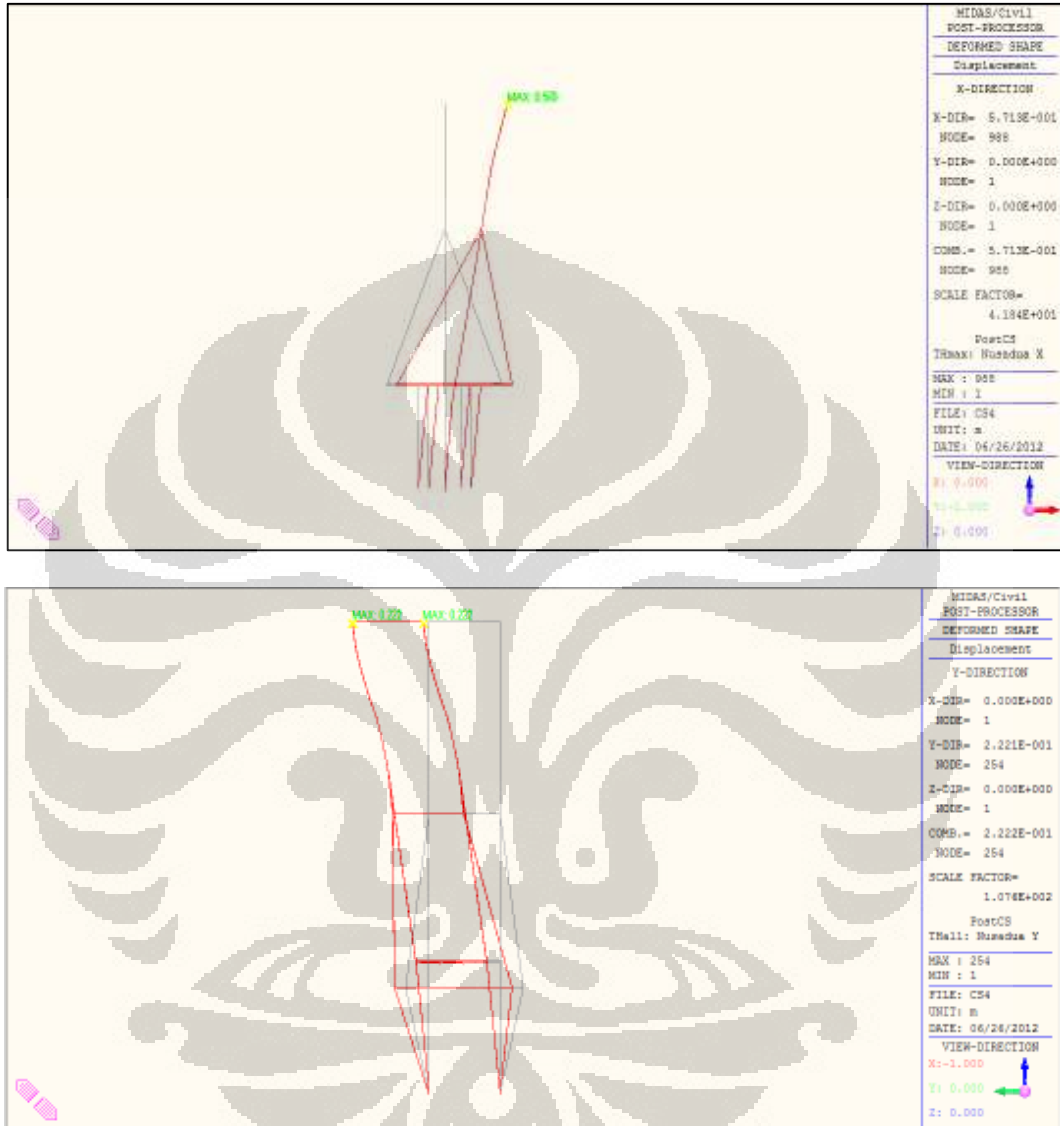 MIDAS/Civil
POST-PROCESSOR
DEFORMED SHAPE
Displacement
X-DIRECTION
X-DIR= 5.713E-001
NODE= 988
Y-DIR= 0.000E+000
NODE= 1
Z-DIR= 0.000E+000
NODE= 1
COMB.= 5.713E-001
NODE= 988
SCALE FACTOR=
4.184E+001
PostCS
THmax: Nusadua X
MAX : 988
MIN : 1
FILE: CS4
UNIT: m
DATE: 06/26/2012
VIEW-DIRECTION
X: 0.000
Y:-1.000
Z: 0.000
MAX:
MAX: 0.222
MAX: 0.222
MIDAS/Civil
POST-PROCESSOR
DEFORMED SHAPE
Displacement
Y-DIRECTION
X-DIR= 0.000E+000
NODE= 1
Y-DIR= 2.221E-001
NODE= 254
Z-DIR= 0.000E+000
NODE= 1
COMB.= 2.222E-001
NODE= 254
SCALE FACTOR=
1.076E+002
PostCS
THall: Nusadua Y
MAX : 254
MIN : 1
FILE: CS4
UNIT: m
DATE: 06/26/2012
VIEW-DIRECTION
X:-1.000
Y: 0.000
Z: 0.000